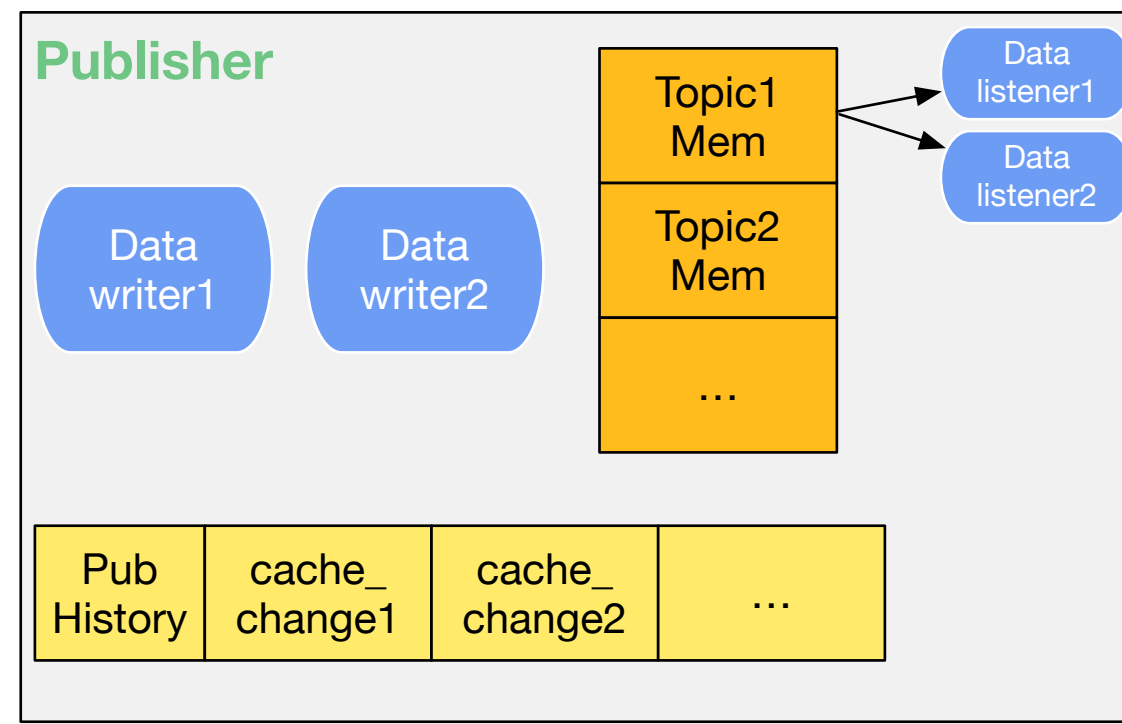 Publisher
Topic1
Mem
Data
listener1
Data
listener2
Data
writer1
Data
writer2
Topic2
Mem
...
Pub
History
cache_
change1
cache_
change2
...